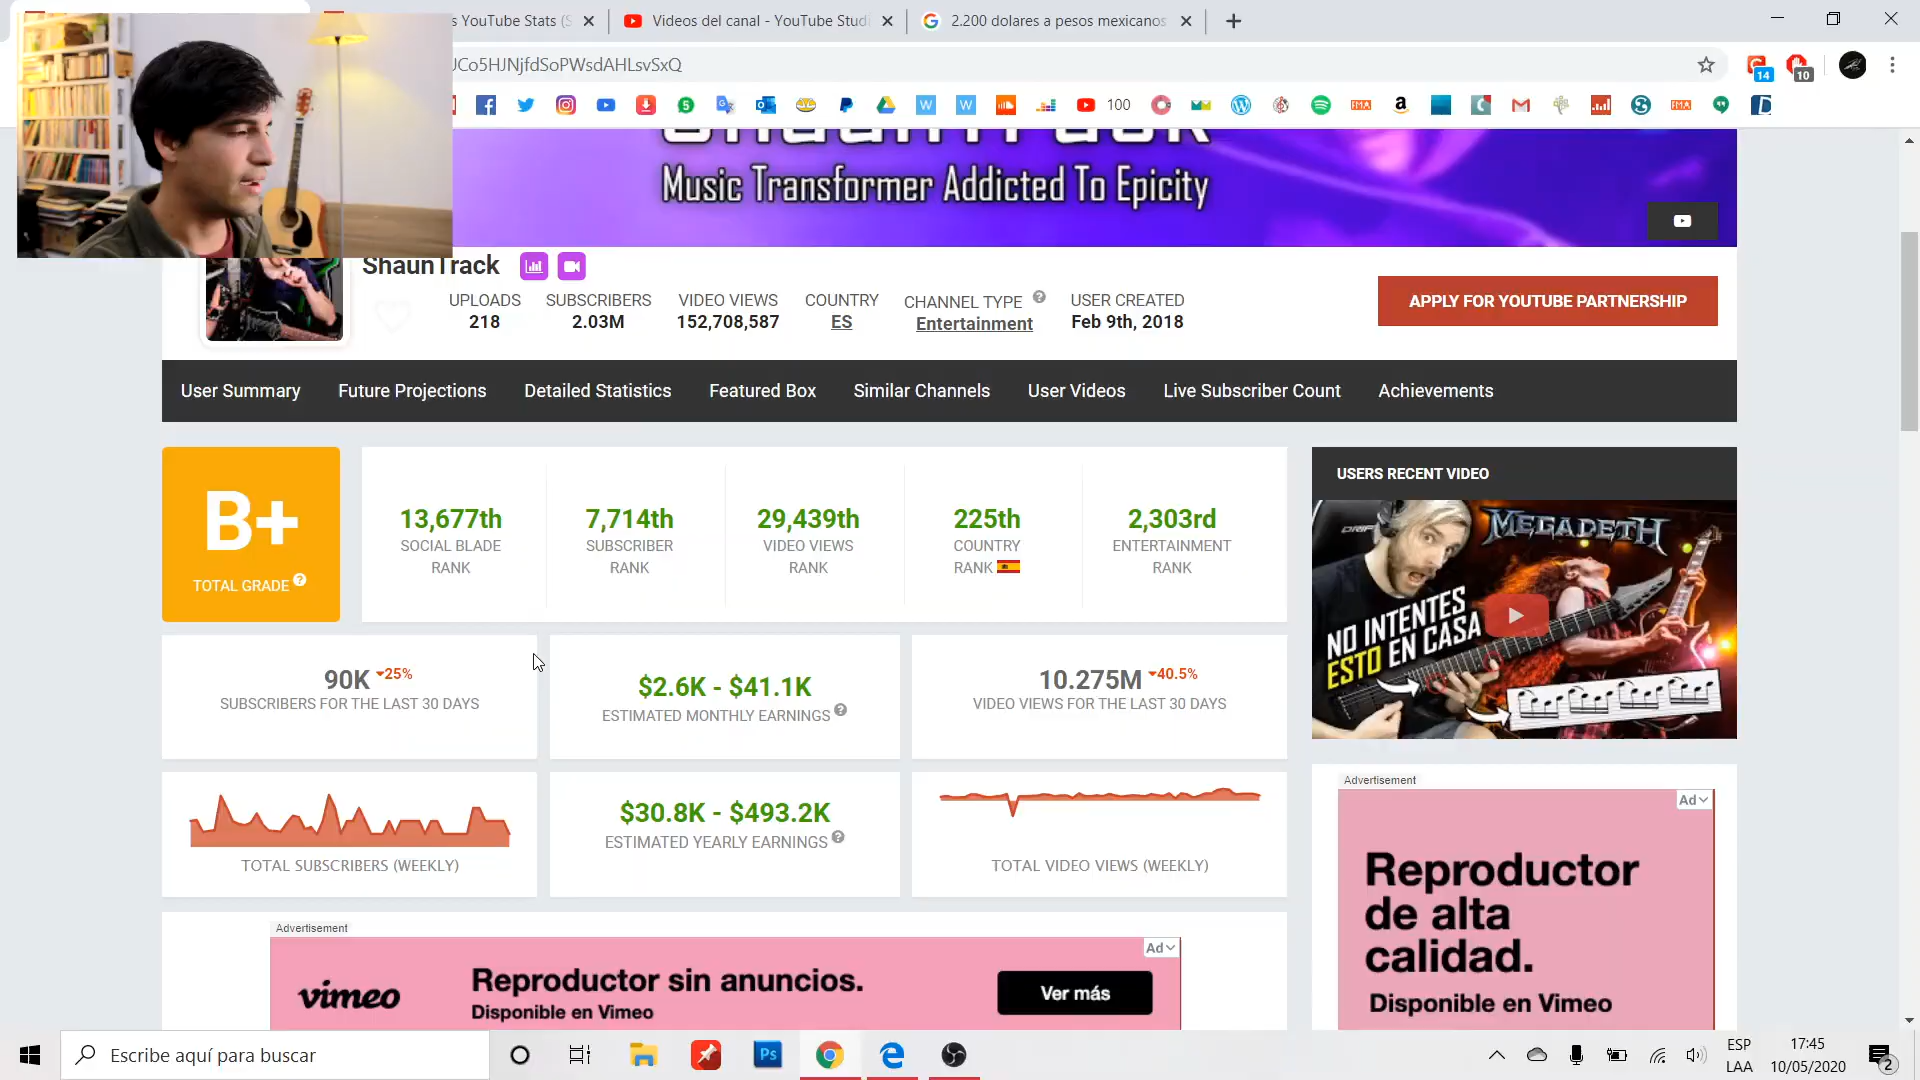 s YouTube Stats (S
Videos del canal - YouTube Studi
2.200 dolares a pesos mexicanos
JCo5HJNjfdSoPWsdAHLsvSxQ
14
10
100
Music Transformer Addicted To Epicity
ShaunTrack
UPLOADS
218
SUBSCRIBERS
2.03M
VIDEO VIEWS
152,708,587
COUNTRY
ES
CHANNEL TYPE
Entertainment
USER CREATED
Feb 9th, 2018
APPLY FOR YOUTUBE PARTNERSHIP
User Summary
Future Projections
Detailed Statistics
Featured Box
Similar Channels
User Videos
Live Subscriber Count
Achievements
B+
TOTAL GRADE
13,677th
SOCIAL BLADE
RANK
7,714th
SUBSCRIBER
RANK
29,439th
VIDEO VIEWS
RANK
225th
COUNTRY
RANK
2,303rd
ENTERTAINMENT
RANK
USERS RECENT VIDEO
MEGADETH
NO INTENTES
ESTO EN CASA
90K 25%
SUBSCRIBERS FOR THE LAST 30 DAYS
$2.6K - $41.1K
ESTIMATED MONTHLY EARNINGS
10.275M 40.5%
VIDEO VIEWS FOR THE LAST 30 DAYS
TOTAL SUBSCRIBERS (WEEKLY)
$30.8K - $493.2K
ESTIMATED YEARLY EARNINGS
TOTAL VIDEO VIEWS (WEEKLY)
Advertisement
Ad
Reproductor
de alta
calidad.
Disponible en Vimeo
Advertisement
Ad
vimeo
Reproductor sin anuncios.
Disponible en Vimeo
Ver más
Escribe aquí para buscar
Ps
ESP
LAA
17:45
10/05/2020
2